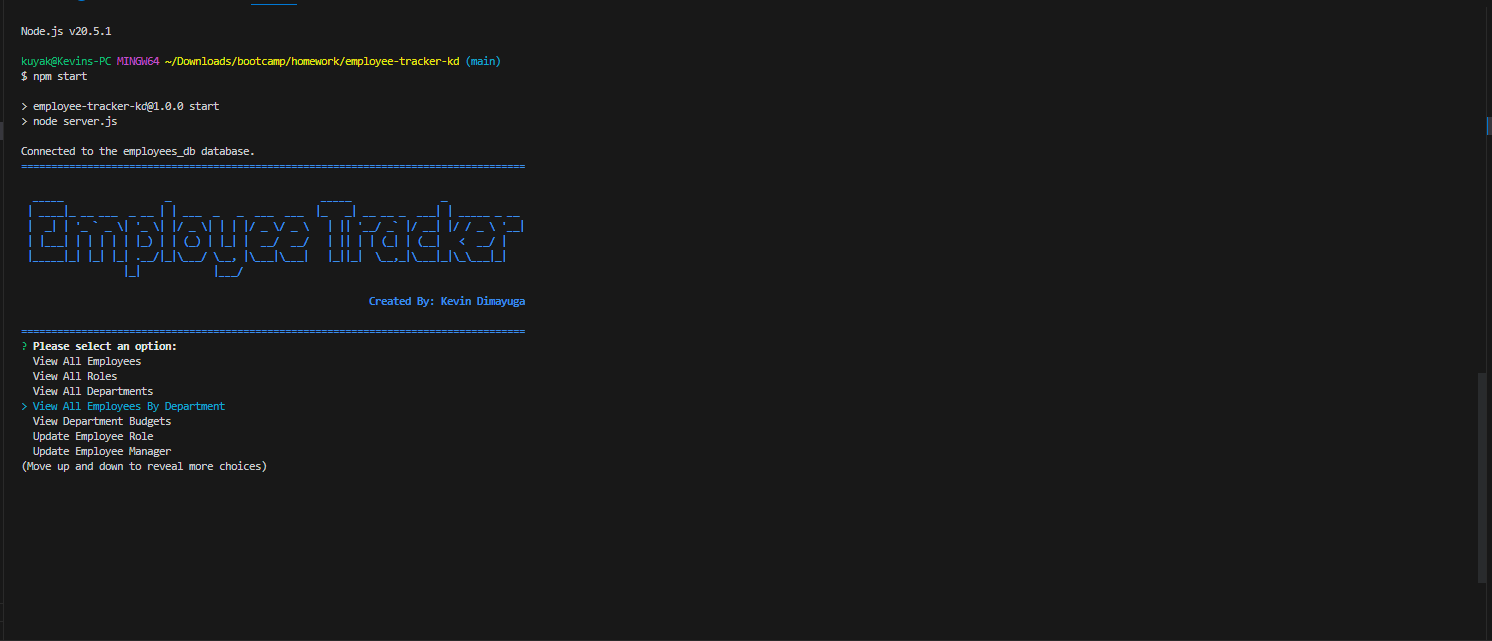 Node.js v20.5.1
kuyak@Kevins-PC MINGW64 ~/Downloads/bootcamp/homework/employee-tracker-kd (main)
$ npm start
> employee-tracker-kd@1.0.0 start
> node server.js
Connected to the employees_db database.
====================================================================================
Employee Tracker
Created By: Kevin Dimayuga
====================================================================================
? Please select an option:
View All Employees
View All Roles
View All Departments
> View All Employees By Department
View Department Budgets
Update Employee Role
Update Employee Manager
(Move up and down to reveal more choices)